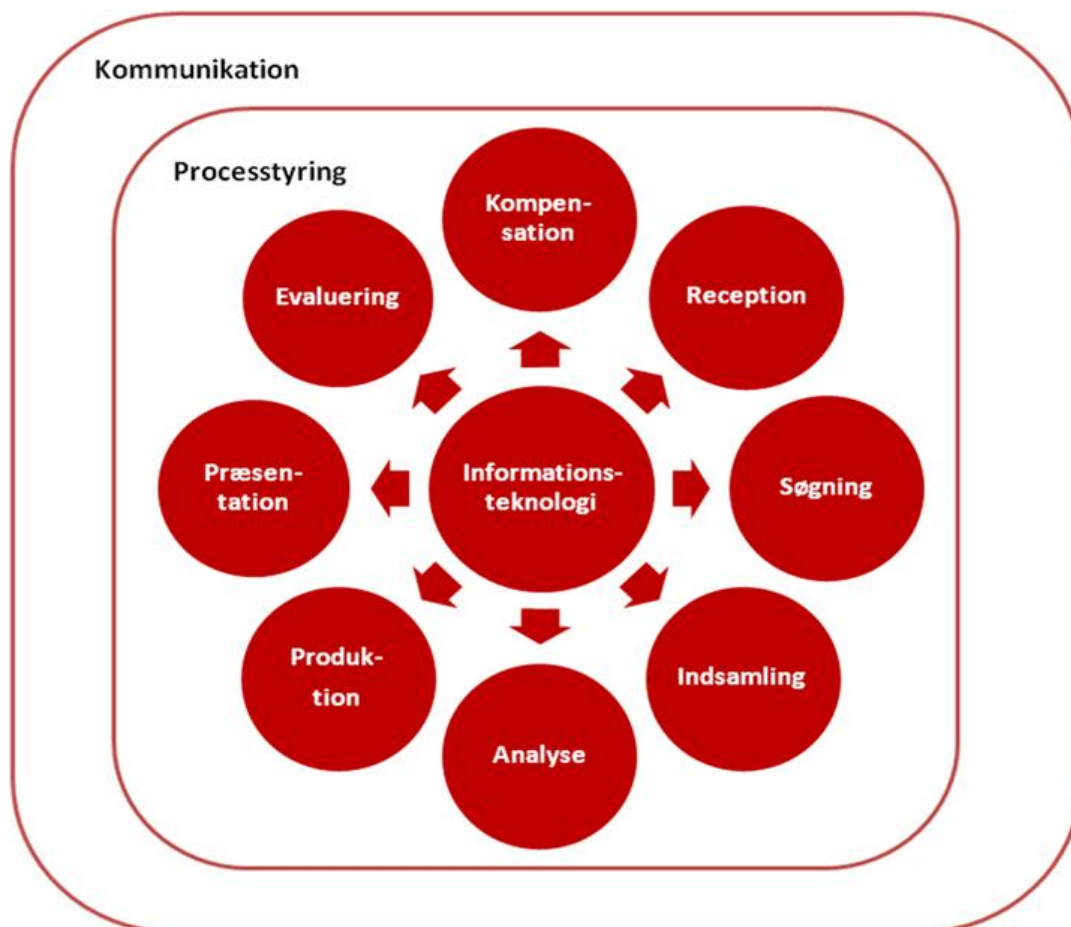 Kommunikation
Processtyring
Kompen-
sation
Evaluering
Reception
Præsen-
tation
Informations-
teknologi
Søgning
Produk-
tion
Indsamling
Analyse